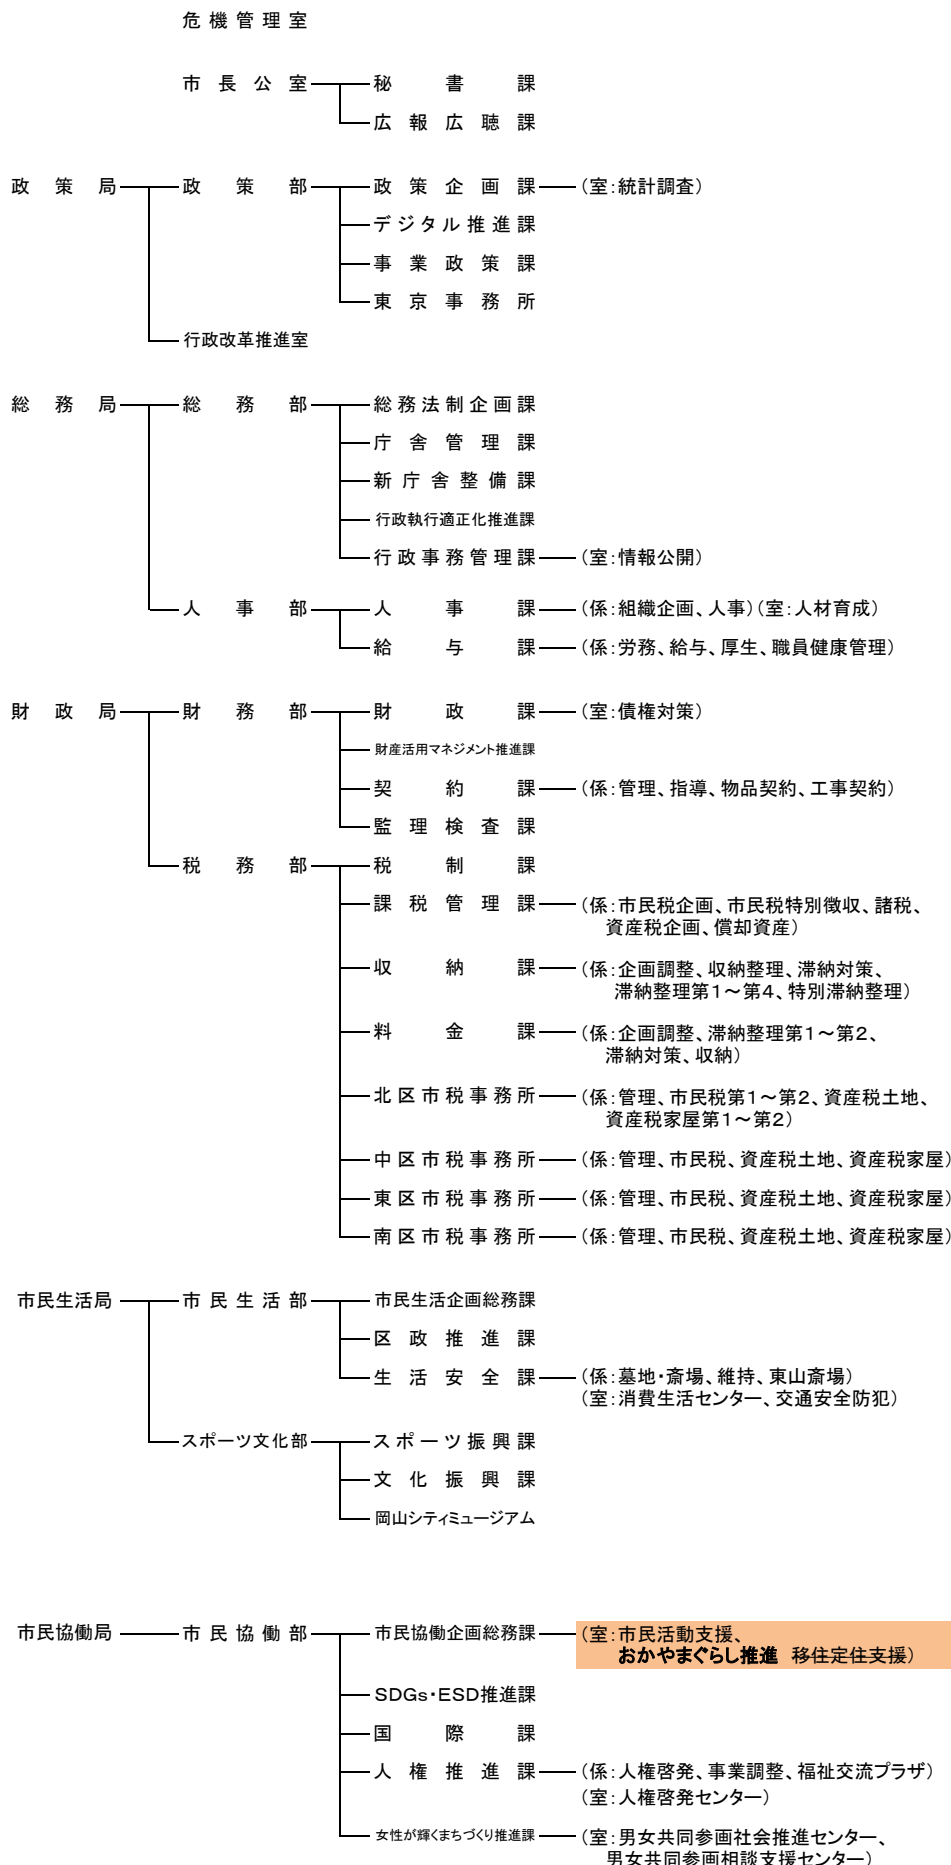 危機管理室
市長公室 秘書課
広報広聴課
政策局 政策部 政策企画課 (室:統計調査)
デジタル推進課
事業政策課
東京事務所
行政改革推進室
総務局 総務部 総務法制企画課
庁舎管理課
新庁舎整備課
行政執行適正化推進課
行政事務管理課 (室:情報公開)
人事部 人事課 (係:組織企画、人事)(室:人材育成)
給与課 (係:労務、給与、厚生、職員健康管理)
財政局 財務部 財政課 (室:債権対策)
財産活用マネジメント推進課
契約課 (係:管理、指導、物品契約、工事契約)
監理検査課
税務部 税制課
課税管理課 (係:市民税企画、市民税特別徴収、諸税、
資産税企画、償却資産)
収納課 (係:企画調整、収納整理、滞納対策、
滞納整理第1~第4、特別滞納整理)
料金課 (係:企画調整、滞納整理第1~第2、
滞納対策、収納)
北区市税事務所 (係:管理、市民税第1~第2、資産税土地、
資産税家屋第1~第2)
中区市税事務所 (係:管理、市民税、資産税土地、資産税家屋)
東区市税事務所 (係:管理、市民税、資産税土地、資産税家屋)
南区市税事務所 (係:管理、市民税、資産税土地、資産税家屋)
市民生活局 市民生活部 市民生活企画総務課
区政推進課
生活安全課 (係:墓地・斎場、維持、東山斎場)
(室:消費生活センター、交通安全防犯)
スポーツ文化部 スポーツ振興課
文化振興課
岡山シティミュージアム
市民協働局 市民協働部 市民協働企画総務課 (室:市民活動支援、
おかやまぐらし推進 移住定住支援)
SDGs・ESD推進課
国際課
人権推進課 (係:人権啓発、事業調整、福祉交流プラザ)
(室:人権啓発センター)
女性が輝くまちづくり推進課 (室:男女共同参画社会推進センター、
男女共同参画相談支援センター)